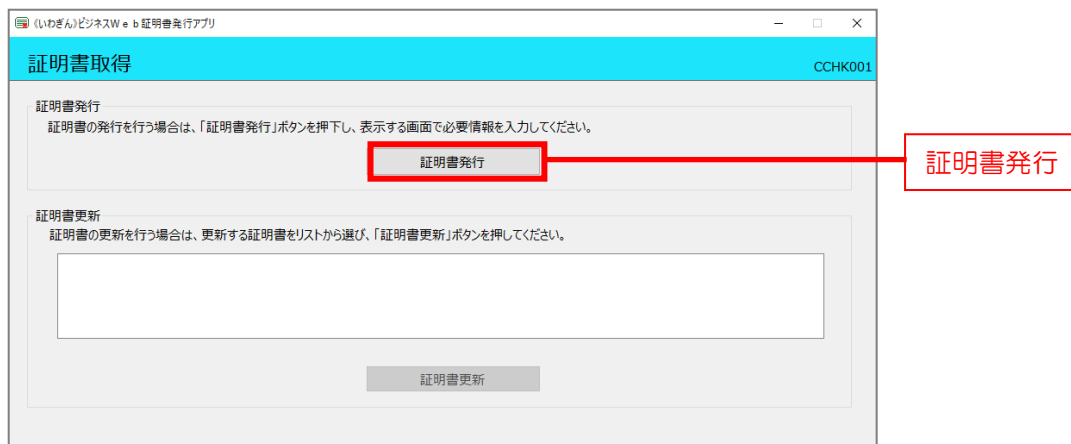 《いわぎん》ビジネスWeb証明書発行アプリ
証明書取得
CCHK001
証明書発行
証明書の発行を行う場合は、「証明書発行」ボタンを押下し、表示する画面で必要情報を入力してください。
証明書発行
証明書発行
証明書更新
証明書の更新を行う場合は、更新する証明書をリストから選び、「証明書更新」ボタンを押してください。
証明書更新